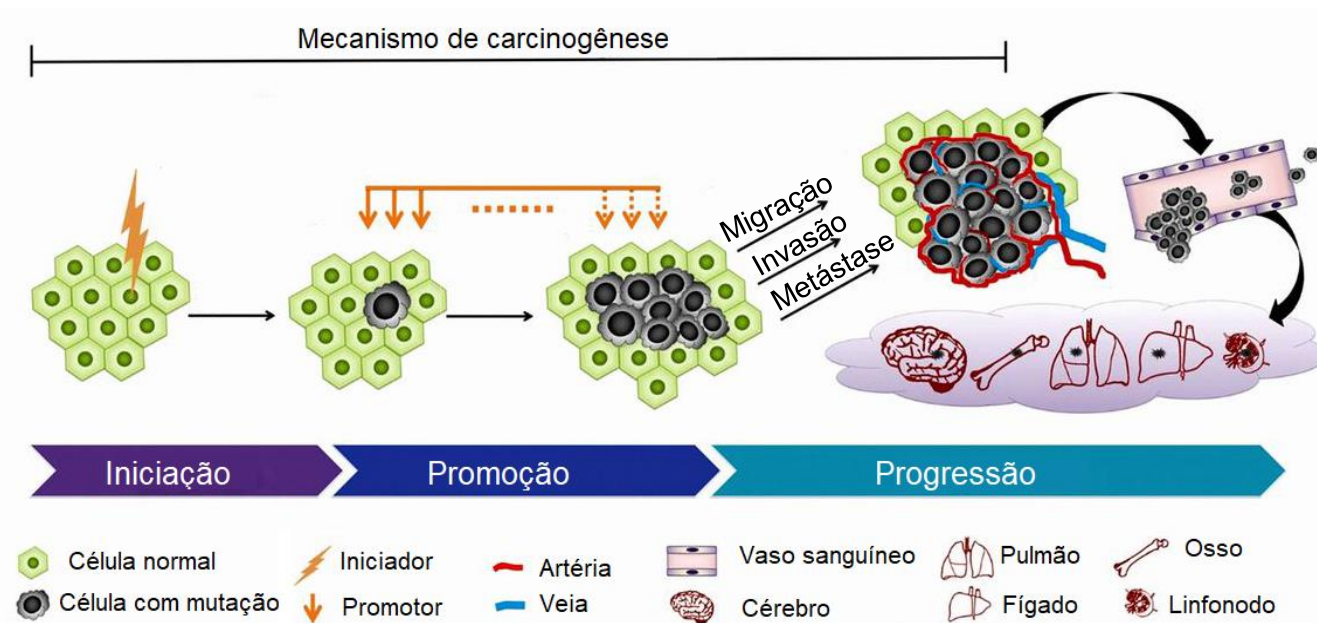 Mecanismo de carcinogênese
Migração
Invasão
Metástase
Iniciação
Promoção
Progressão
Célula normal
Iniciador
Artéria
Vaso sanguíneo
Pulmão
Osso
Célula com mutação
Promotor
Veia
Cérebro
Fígado
Linfonodo